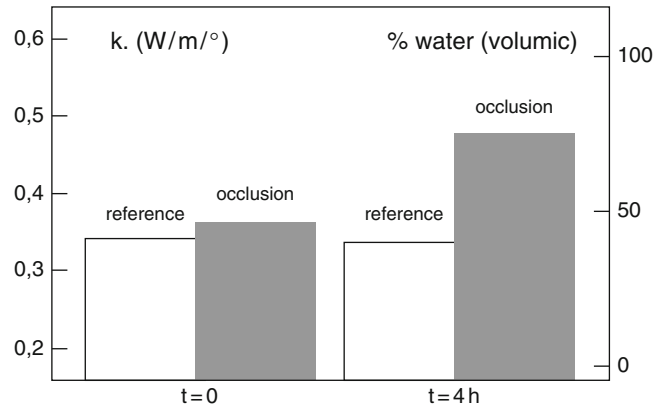 k. (W/m/°)
% water (volumic)
0,6
0,5
0,4
0,3
0,2
100
50
0
reference
occlusion
reference
occlusion
t=0
t=4h